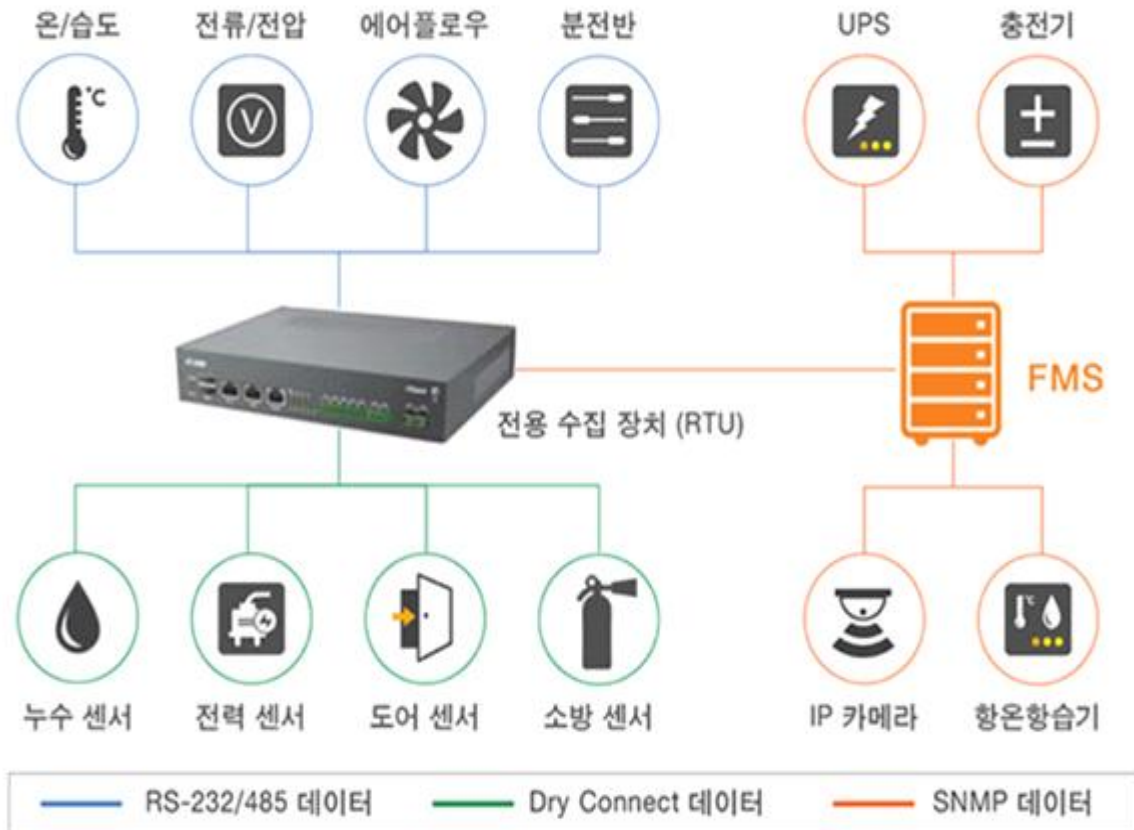 온/습도 전류/전압 에어플로우 분전반 UPS 충전기
°C
V
FMS
전용 수집 장치 (RTU)
°C
누수 센서 전력 센서 도어 센서 소방 센서 IP 카메라 항온항습기
RS-232/485 데이터 Dry Connect 데이터 SNMP 데이터